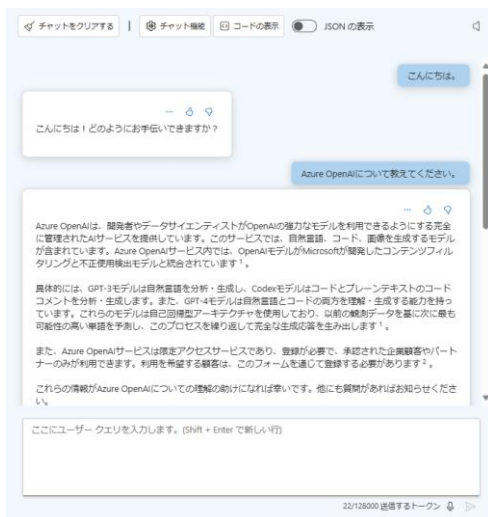 チャットをクリアする | チャット機能 コードの表示 JSON の表示
こんにちは。
こんにちは！どのようにお手伝いできますか？
Azure OpenAIについて教えてください。
Azure OpenAIは、開発者やデータサイエンティストがOpenAIの強力なモデルを利用できるようにする完全
に管理されたAIサービスを提供しています。このサービスでは、自然言語、コード、画像を生成するモデル
が含まれています。Azure OpenAIサービス内では、OpenAIモデルがMicrosoftが開発したコンテンツフィル
タリングと不正使用検出モデルと統合されています¹。
具体的には、GPT-3モデルは自然言語を分析・生成し、Codexモデルはコードとプレーンテキストのコード
コメントを分析・生成します。また、GPT-4モデルは自然言語とコードの両方を理解・生成する能力を持っ
ています。これらのモデルは自己回帰型アーキテクチャを使用しており、以前の観測データを基に次に最も
可能性の高い単語を予測し、このプロセスを繰り返して完全な生成応答を生み出します¹。
また、Azure OpenAIサービスは限定アクセスサービスであり、登録が必要で、承認された企業顧客やパート
ナーのみが利用できます。利用を希望する顧客は、このフォームを通じて登録する必要があります²。
これらの情報がAzure OpenAIについての理解の助けになれば幸いです。他にも質問があればお知らせくださ
い。
ここにユーザー クエリを入力します。(Shift + Enter で新しい行)
22/128000 送信するトークン